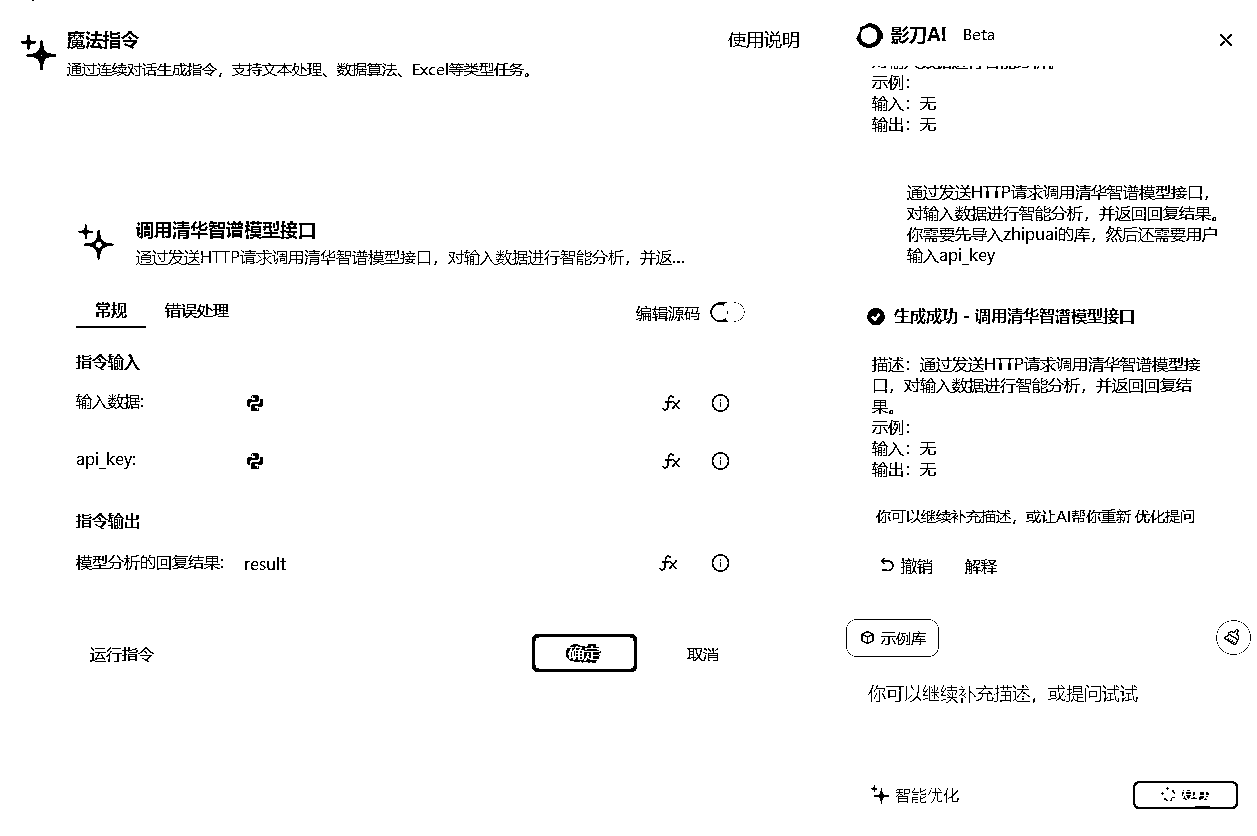 魔法指令
通过连续对话生成指令，支持文本处理、数据算法、Excel等类型任务。
使用说明
调用清华智谱模型接口
通过发送HTTP请求调用清华智谱模型接口，对输入数据进行智能分析，并返...
常规
错误处理
编辑源码
指令输入
输入数据:
fx
api_key:
fx
指令输出
模型分析的回复结果:
result
fx
运行指令
确定
取消
影刀AI
Beta
示例：
输入：无
输出：无
通过发送HTTP请求调用清华智谱模型接口，
对输入数据进行智能分析，并返回回复结果。
你需要先导入zhipuai的库，然后还需要用户
输入api_key
生成成功 - 调用清华智谱模型接口
描述：通过发送HTTP请求调用清华智谱模型接
口，对输入数据进行智能分析，并返回回复结
果。
示例：
输入：无
输出：无
你可以继续补充描述，或让AI帮你重新 优化提问
撤销
解释
示例库
你可以继续补充描述，或提问试试
智能优化